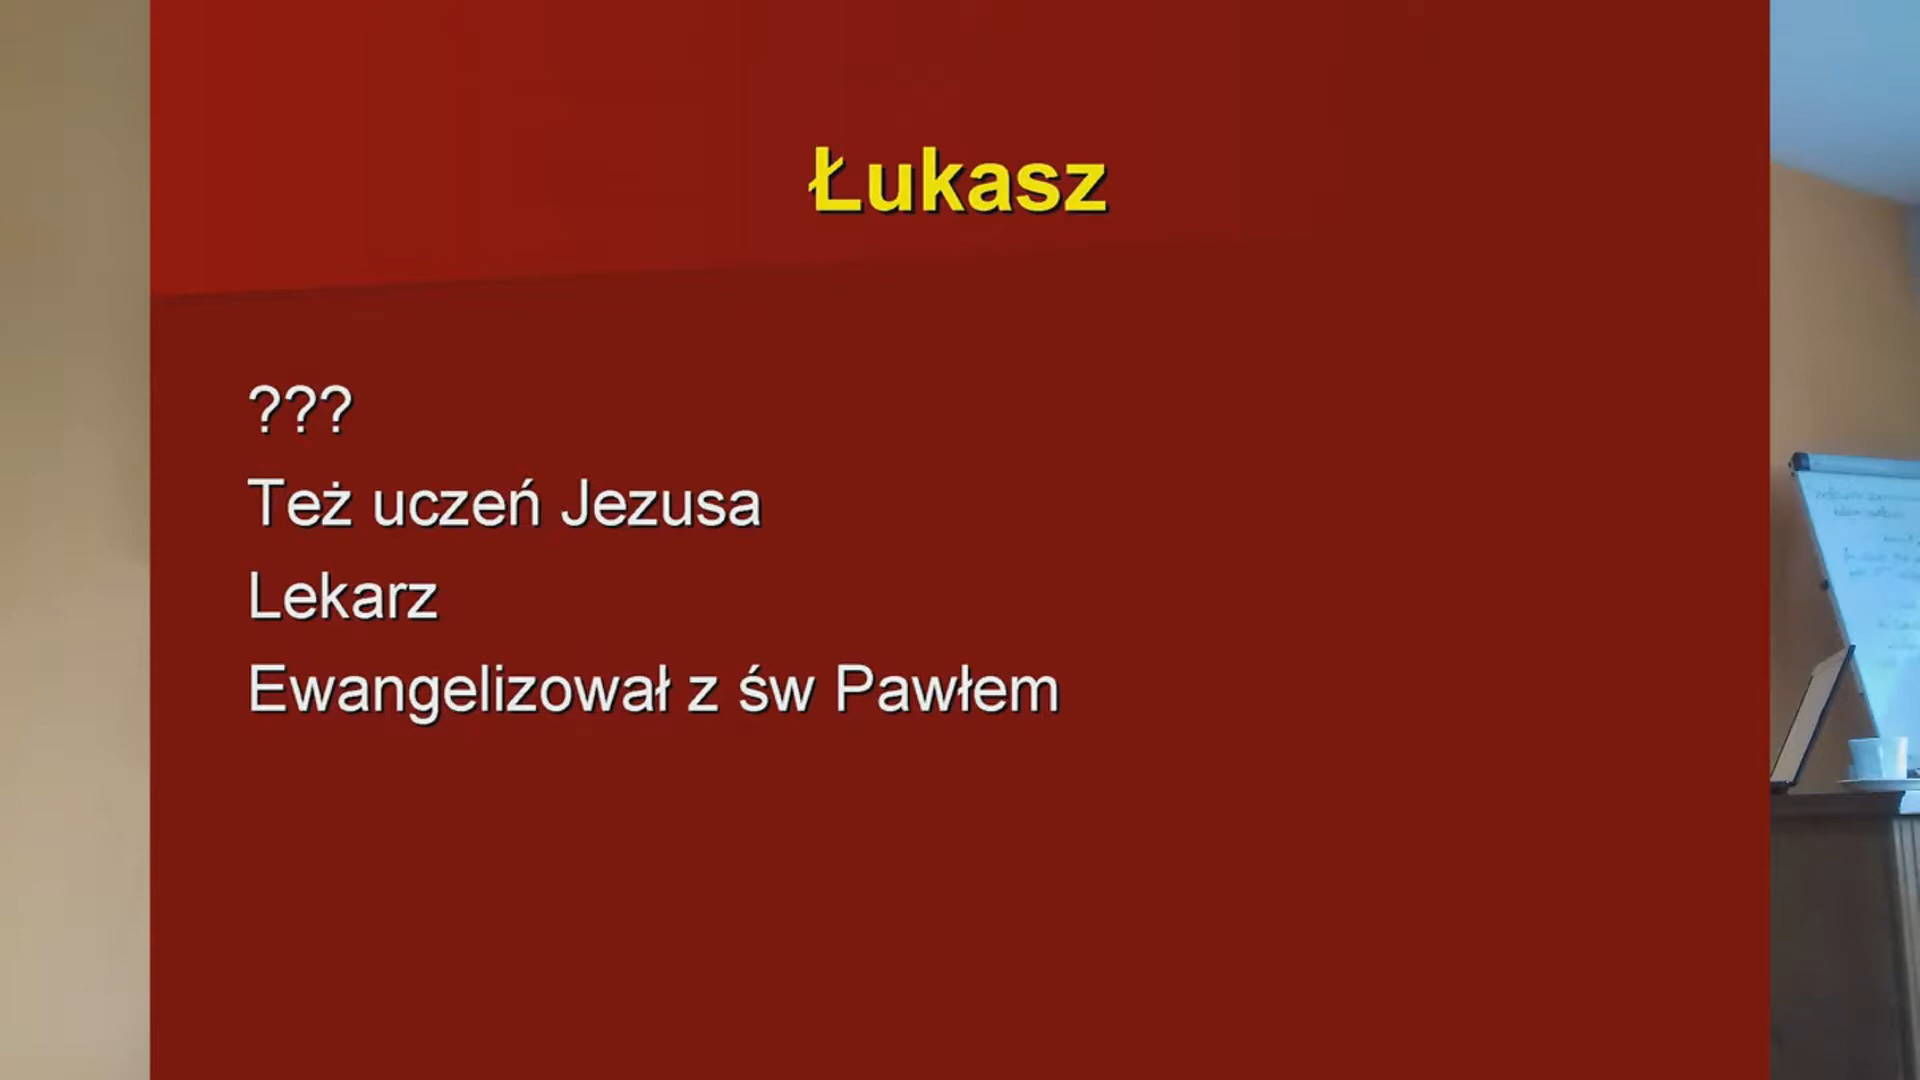 Łukasz
???
Też uczeń Jezusa
Lekarz
Ewangelizował z św Pawłem